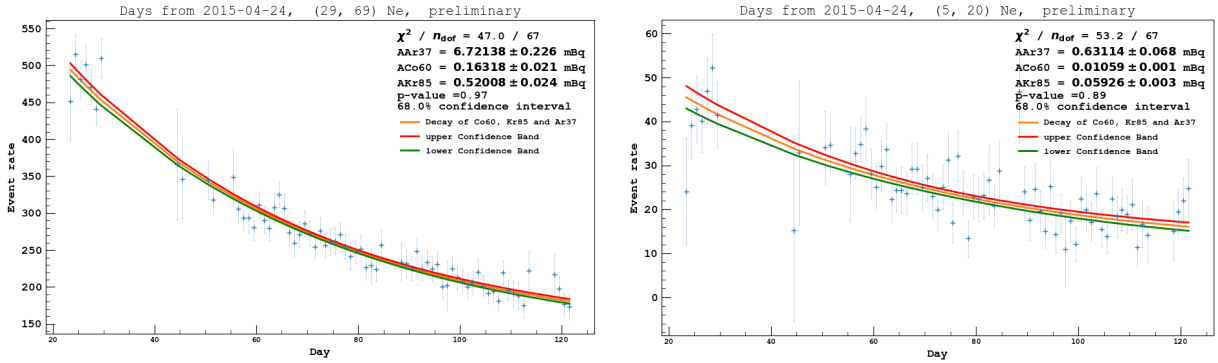 Days from 2015-04-24, (29, 69) Ne, preliminary
550
500
450
400
350
300
250
200
150
Event rate
χ² / n_dof = 47.0 / 67
AAr37 = 6.72138 ± 0.226 mBq
ACo60 = 0.16318 ± 0.021 mBq
AKr85 = 0.52008 ± 0.024 mBq
p-value =0.97
68.0% confidence interval
Decay of Co60, Kr85 and Ar37
upper Confidence Band
lower Confidence Band
20 40 60 80 100 120
Day
Days from 2015-04-24, (5, 20) Ne, preliminary
60
50
40
30
20
10
0
Event rate
χ² / n_dof = 53.2 / 67
AAr37 = 0.63114 ± 0.068 mBq
ACo60 = 0.01059 ± 0.001 mBq
AKr85 = 0.05926 ± 0.003 mBq
p-value =0.89
68.0% confidence interval
Decay of Co60, Kr85 and Ar37
upper Confidence Band
lower Confidence Band
20 40 60 80 100 120
Day